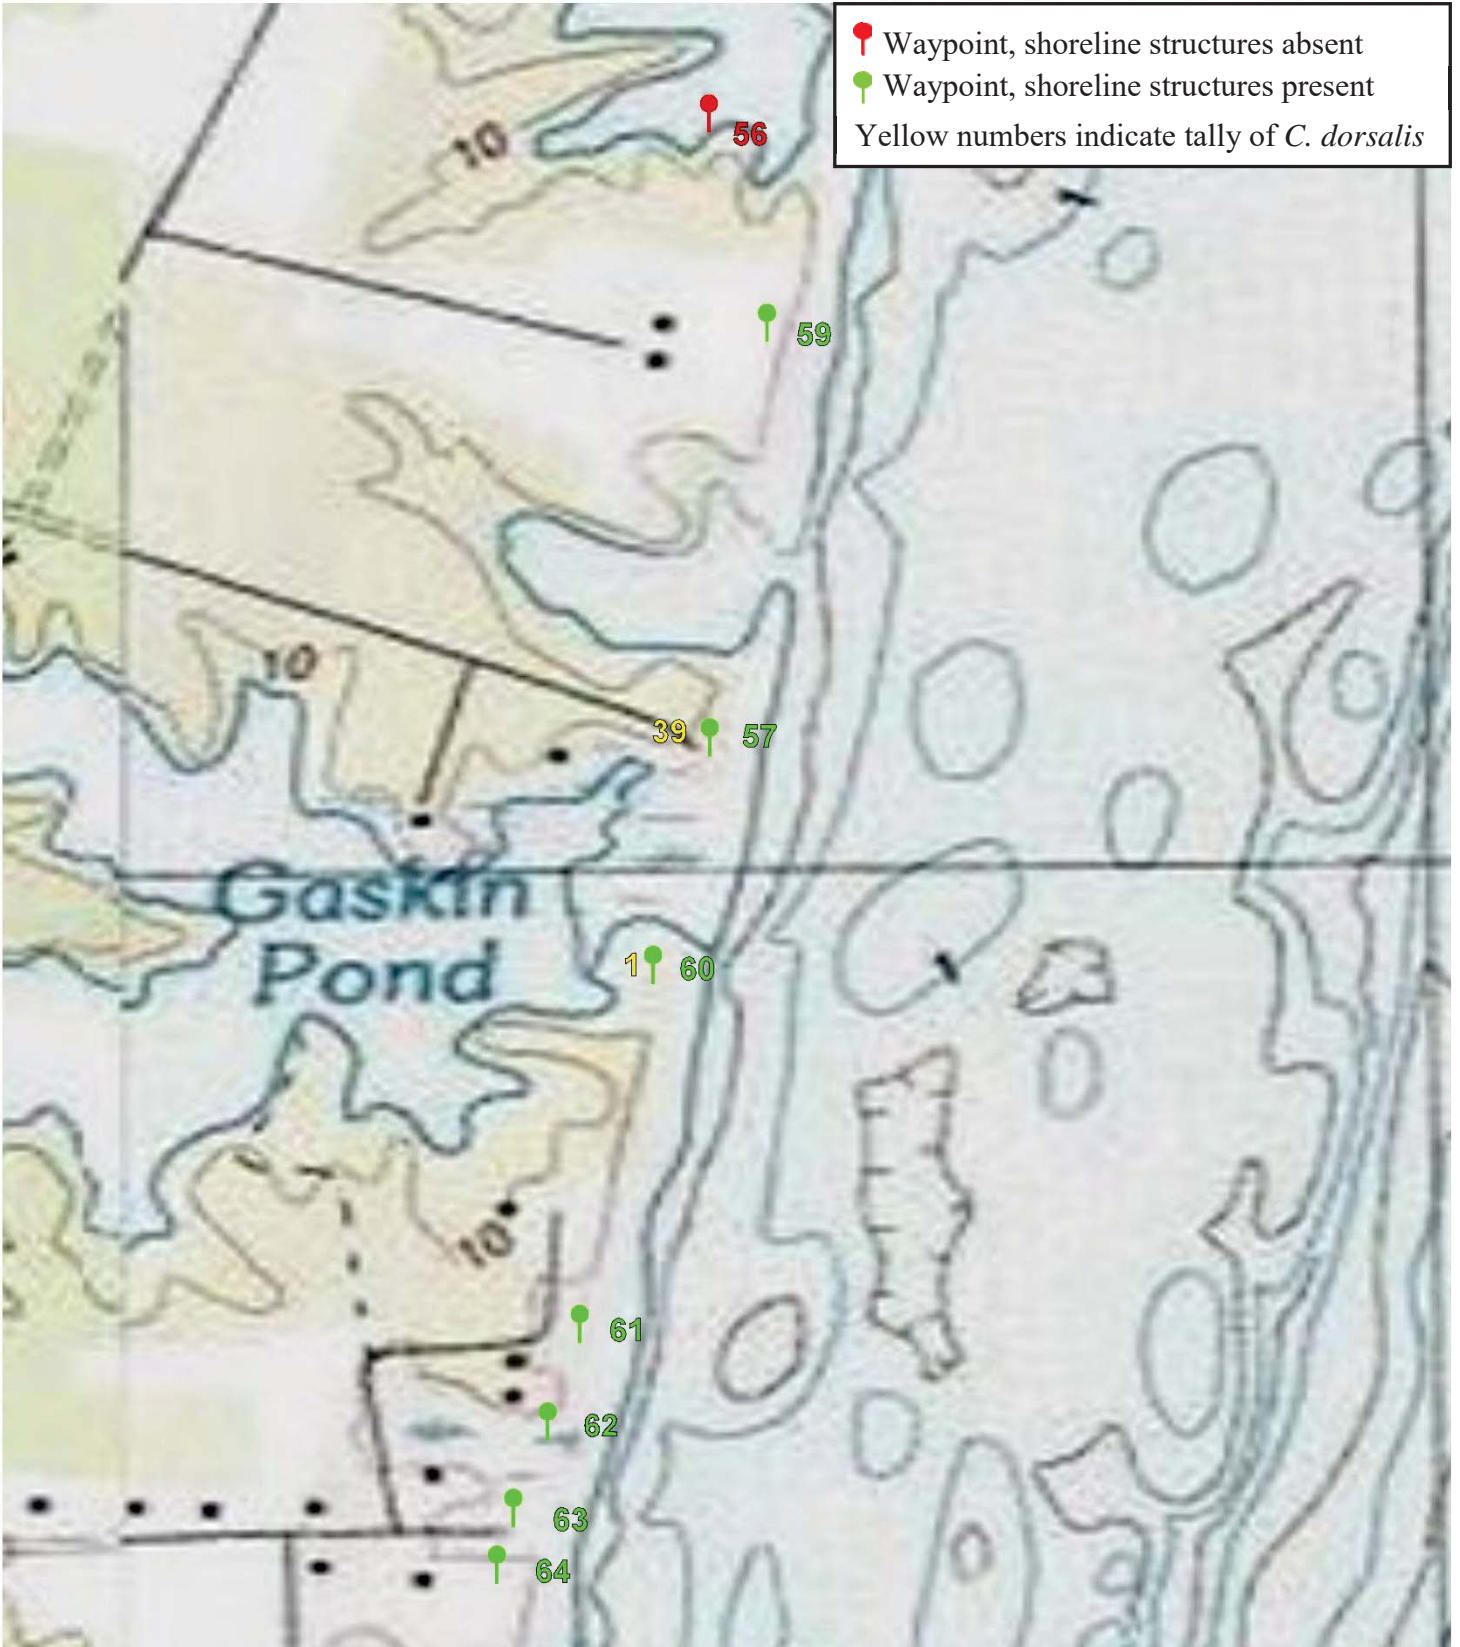 Waypoint, shoreline structures absent
Waypoint, shoreline structures present
Yellow numbers indicate tally of C. dorsalis
10
56
59
10
39 57
Gaskin
Pond
1 60
10
61
62
63
64